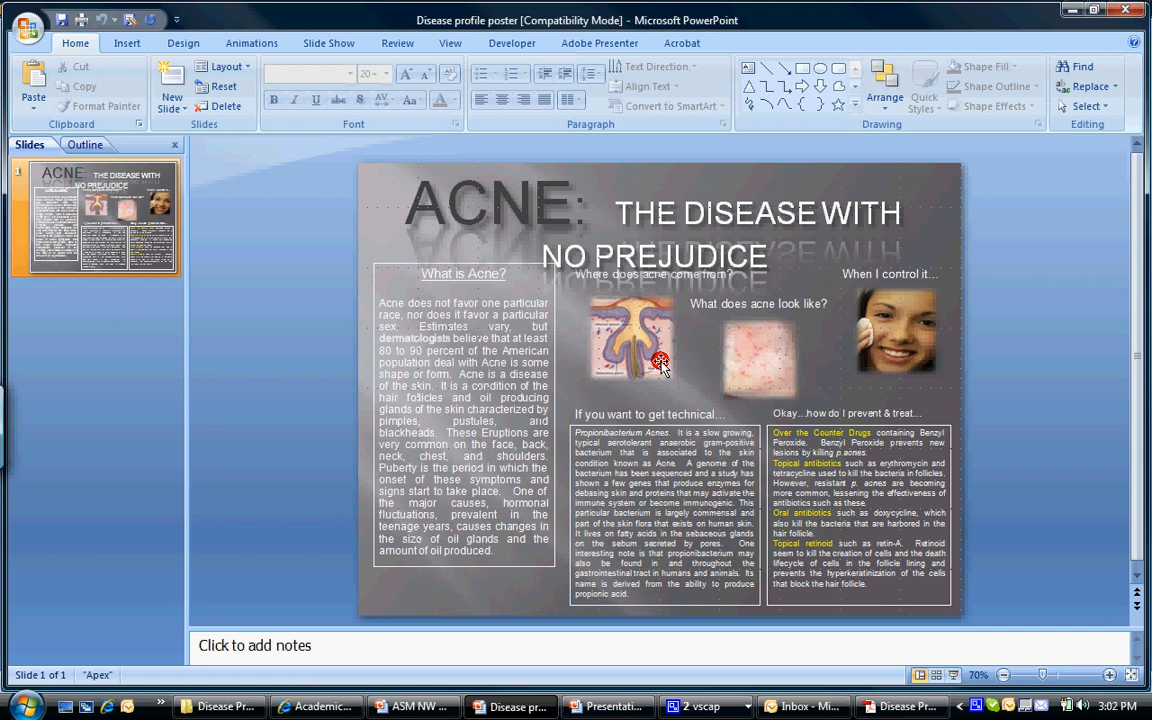 Disease profile poster [Compatibility Mode] - Microsoft PowerPoint
Home Insert Design Animations Slide Show Review View Developer Adobe Presenter Acrobat
Paste
Cut
Copy
Format Painter
Clipboard
New Slide
Layout
Reset
Delete
Slides
20
Font
Text Direction
Align Text
Convert to SmartArt
Paragraph
Arrange
Quick Styles
Shape Fill
Shape Outline
Shape Effects
Drawing
Find
Replace
Select
Editing
Slides Outline
1
ACNE: THE DISEASE WITH
NO PREJUDICE
What is Acne?
Acne does not favor one particular
race, nor does it favor a particular
sex. Estimates vary, but
dermatologists believe that at least
80 to 90 percent of the American
population deal with Acne is some
shape or form. Acne is a disease
of the skin. It is a condition of the
hair follicles and oil producing
glands of the skin characterized by
pimples, pustules, and
blackheads. These Eruptions are
very common on the face, back,
neck, chest, and shoulders.
Puberty is the period in which the
onset of these symptoms and
signs start to take place. One of
the major causes, hormonal
fluctuations, prevalent in the
teenage years, causes changes in
the size of oil glands and the
amount of oil produced.
Where does acne come from?
What does acne look like?
When I control it…
If you want to get technical…
Propionibacterium Acnes. It is a slow growing,
typical aerotolerant anaerobic gram-positive
bacterium that is associated to the skin
condition known as Acne. A genome of the
bacterium has been sequenced and a study has
shown a few genes that produce enzymes for
debasing skin and proteins that may activate the
immune system or become immunogenic. This
particular bacterium is largely commensal and
part of the skin flora that exists on human skin.
It lives on fatty acids in the sebaceous glands
on the sebum secreted by pores. One
interesting note is that propionibacterium may
also be found in and throughout the
gastrointestinal tract in humans and animals. Its
name is derived from the ability to produce
propionic acid.
Okay…how do I prevent & treat…
Over the Counter Drugs containing Benzyl
Peroxide. Benzyl Peroxide prevents new
lesions by killing p.acnes.
Topical antibiotics such as erythromycin and
tetracycline used to kill the bacteria in follicles.
However, resistant p. acnes are becoming
more common, lessening the effectiveness of
antibiotics such as these.
Oral antibiotics such as doxycycline, which
also kill the bacteria that are harbored in the
hair follicle.
Topical retinoid such as retin-A. Retinoid
seem to kill the creation of cells and the death
lifecycle of cells in the follicle lining and
prevents the hyperkeratinization of the cells
that block the hair follicle.
Click to add notes
Slide 1 of 1 "Apex" 70%
Disease Pr... Academic... ASM NW ... Disease pr... Presentati... 2 vscap Inbox - Mi... Disease Pr... 3:02 PM